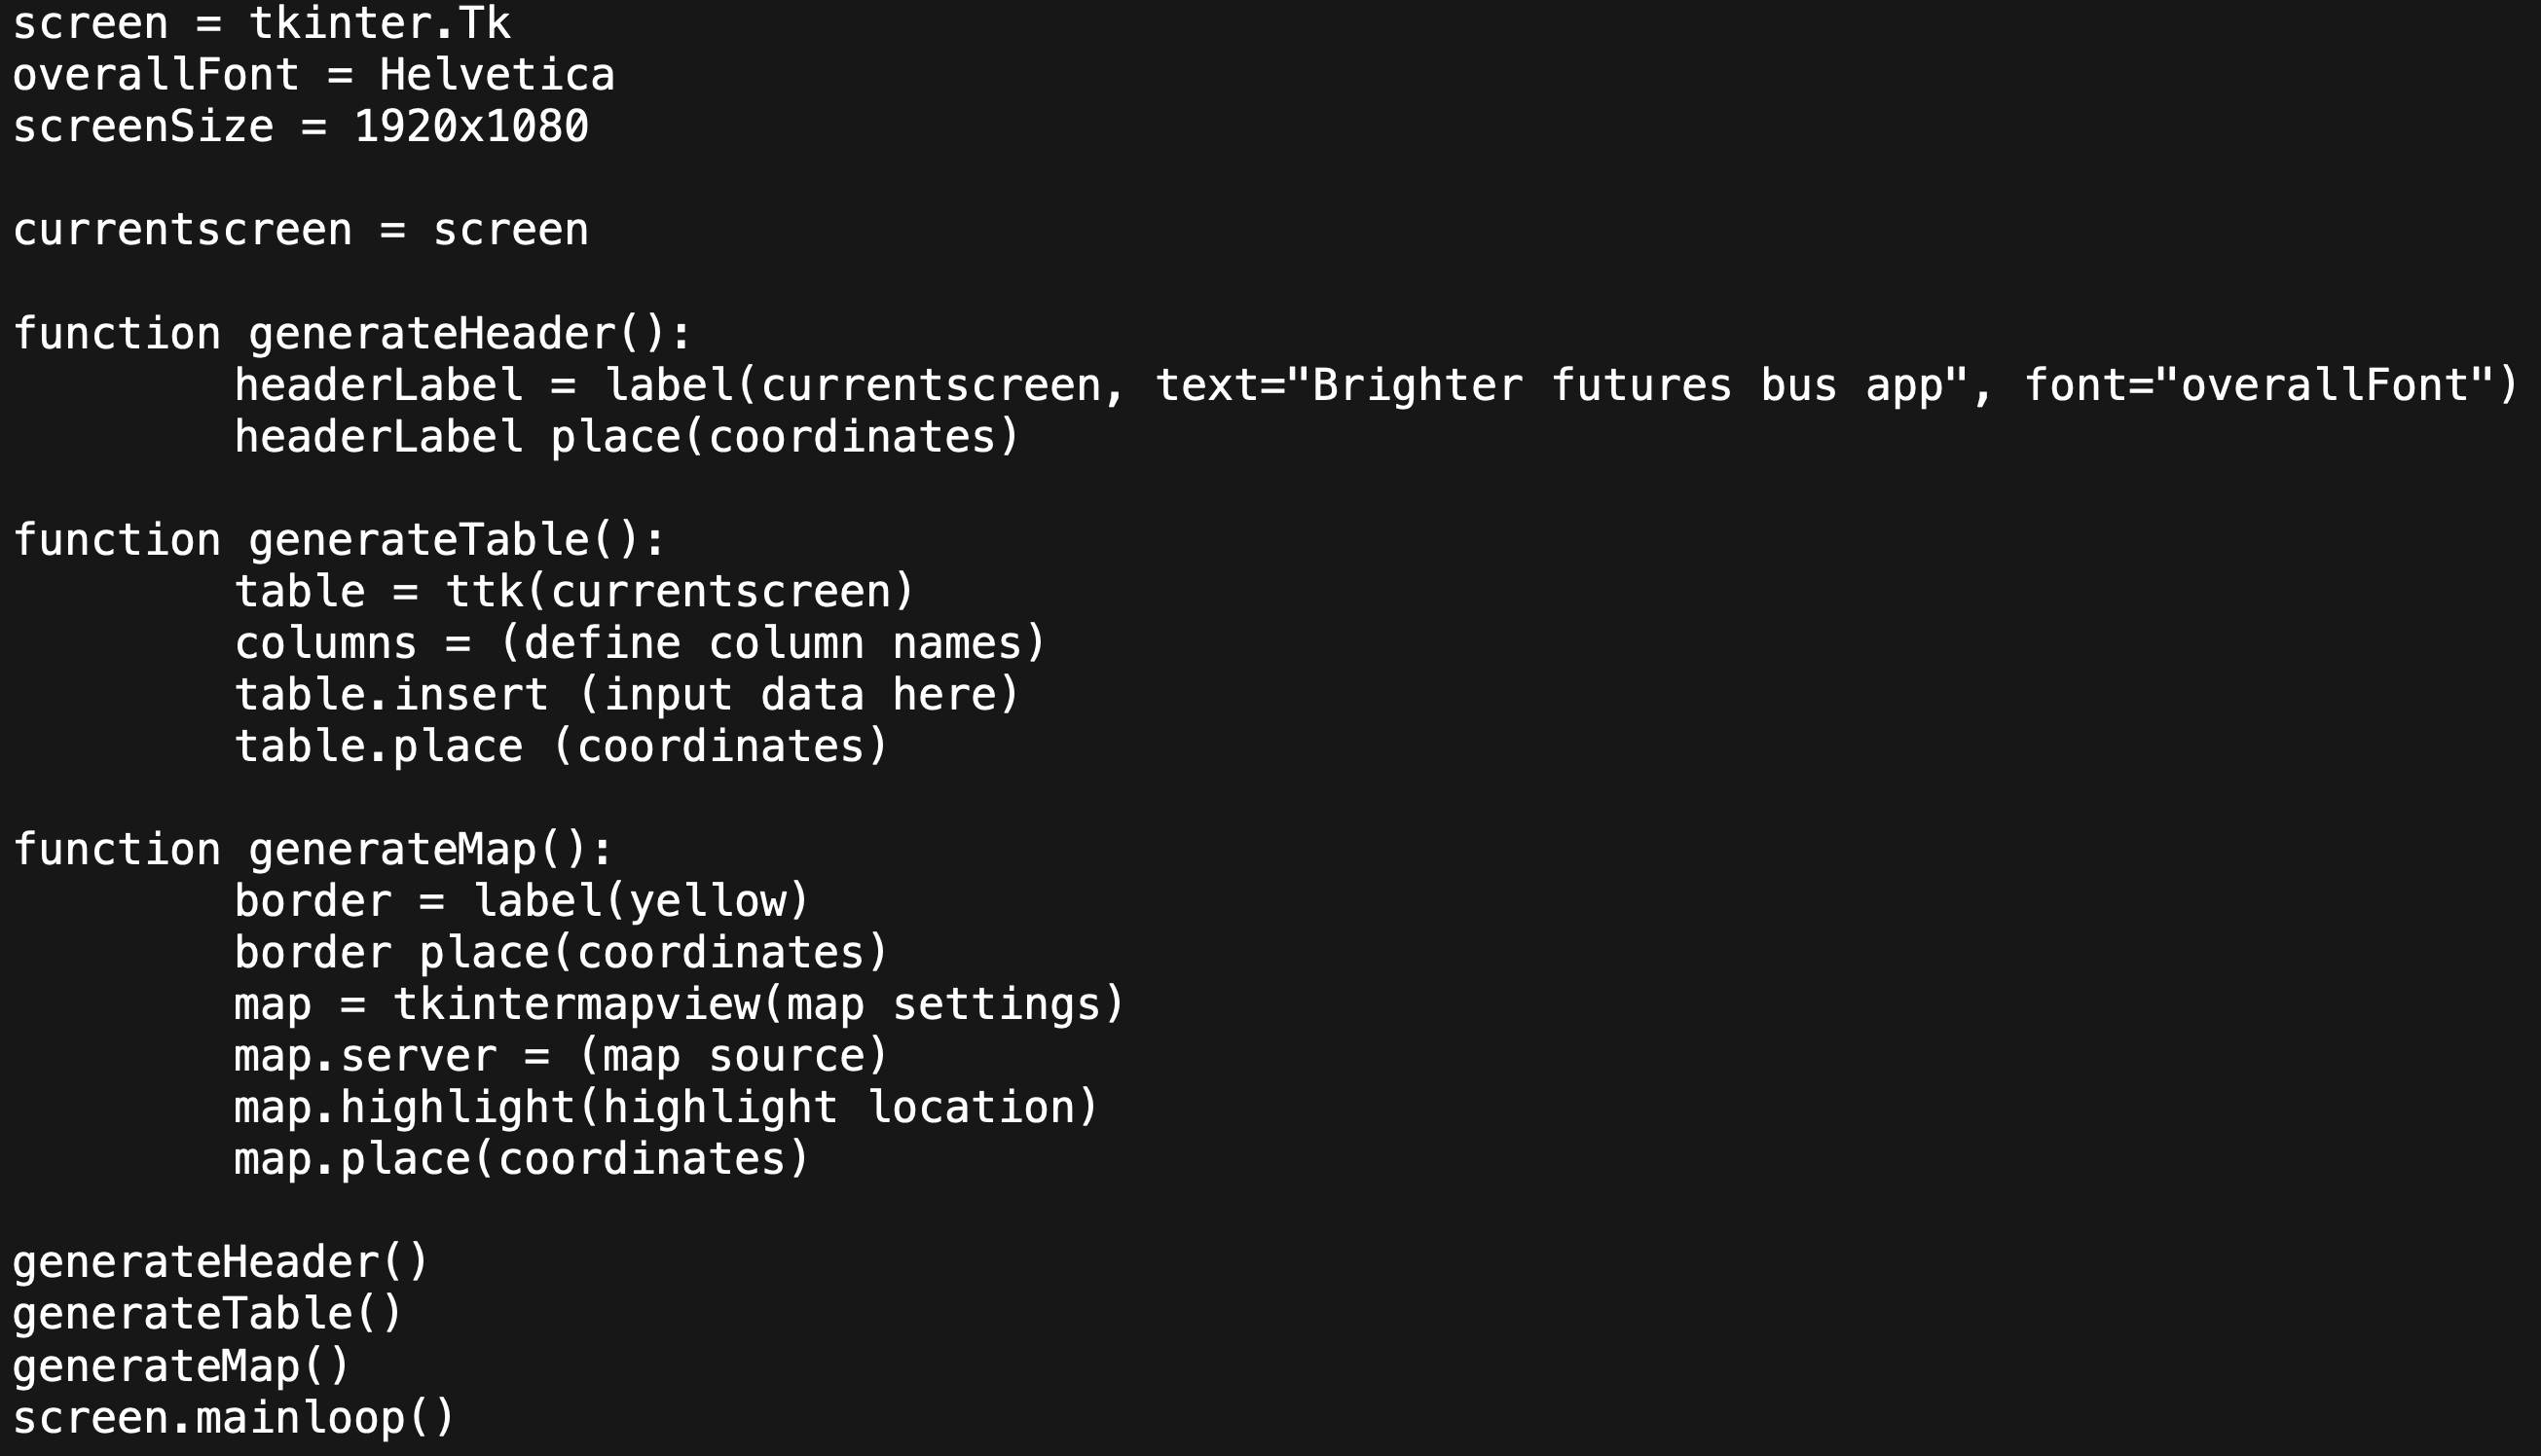 screen = tkinter.Tk
overallFont = Helvetica
screenSize = 1920x1080
currentscreen = screen
function generateHeader():
headerLabel = label(currentscreen, text="Brighter futures bus app", font="overallFont")
headerLabel place(coordinates)
function generateTable():
table = ttk(currentscreen)
columns = (define column names)
table.insert (input data here)
table.place (coordinates)
function generateMap():
border = label(yellow)
border place(coordinates)
map = tkintermapview(map settings)
map.server = (map source)
map.highlight(highlight location)
map.place(coordinates)
generateHeader()
generateTable()
generateMap()
screen.mainloop()